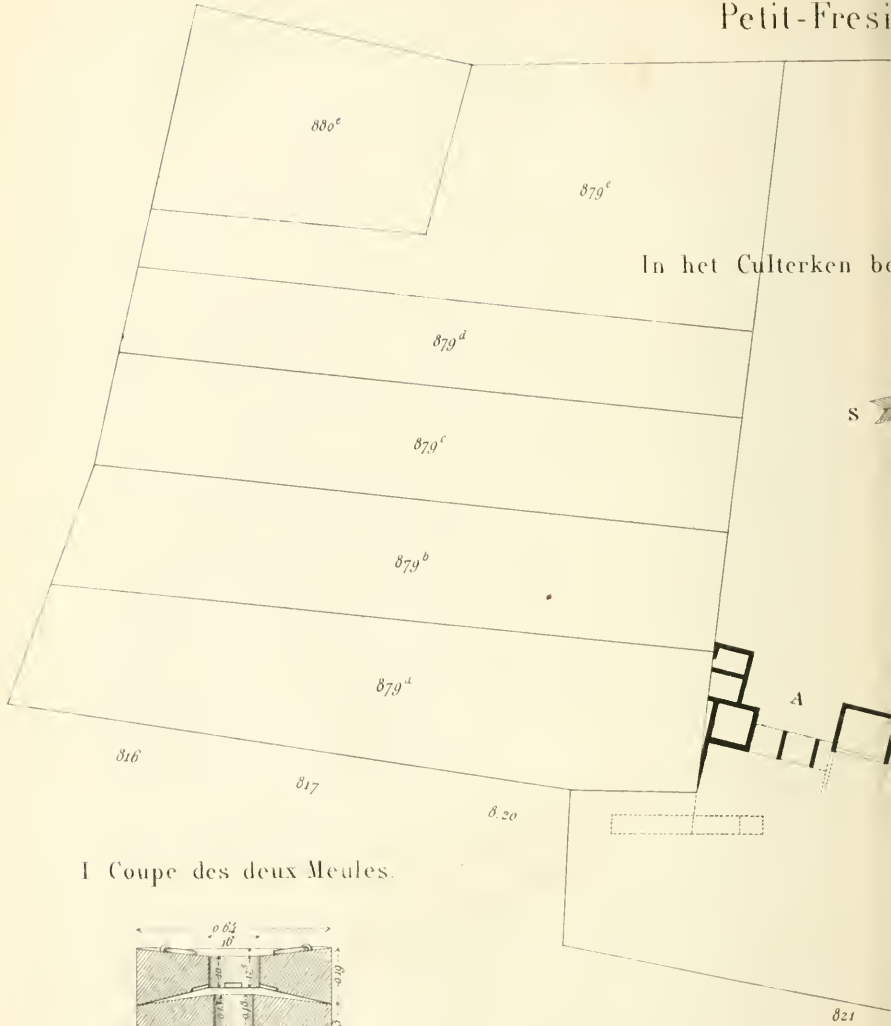 Petit-Fresi
880ᵉ
879ᵉ
In het Culterken be
879ᵈ
S
879ᶜ
879ᵇ
879ᵃ
A
816
817
8.20
I Coupe des deux Meules.
0 64
16
821